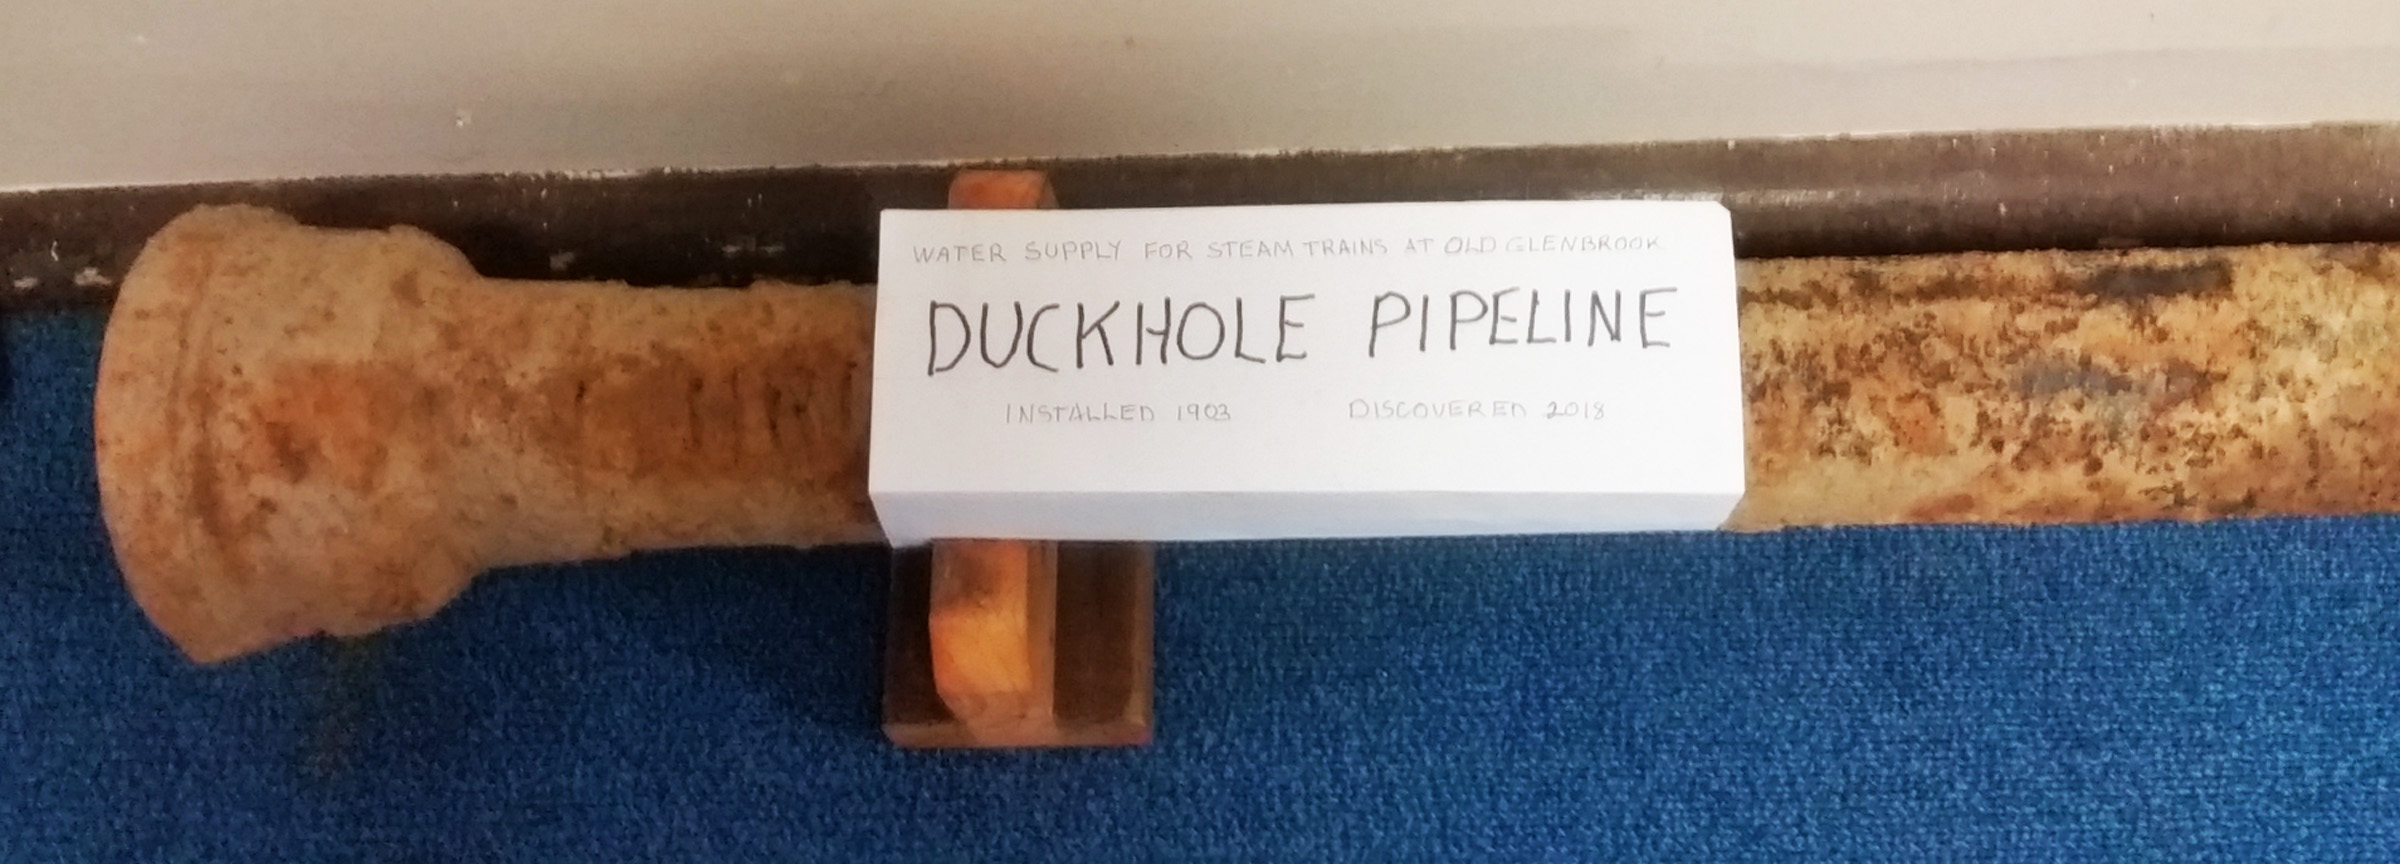 WATER SUPPLY FOR STEAM TRAINS AT OLD GLENBROOK
DUCKHOLE PIPELINE
INSTALLED 1903 DISCOVERED 2018